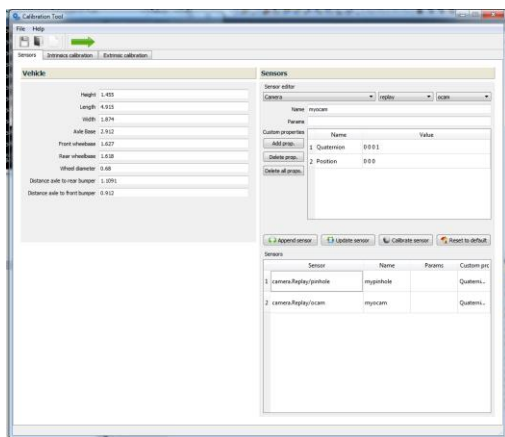 Calibration Tool
File Help
Sensors Intrinsics calibration Extrinsic calibration
Vehicle
Height 1.455
Length 4.915
Width 1.874
Axle Base 2.912
Front wheelbase 1.627
Rear wheelbase 1.618
Wheel diameter 0.68
Distance axle to rear bumper 1.1091
Distance axle to front bumper 0.912
Sensors
Sensor editor
Camera replay ocam
Name myocam
Params
Custom properties
Add prop.
Delete prop.
Delete all props.
Name Value
1 Quaternion 0 0 0 1
2 Position 0 0 0
Append sensor Update sensor Calibrate sensor Reset to default
Sensors
Sensor Name Params Custom prc
1 camera.Replay/pinhole mypinhole Quaterni...
2 camera.Replay/ocam myocam Quaterni...